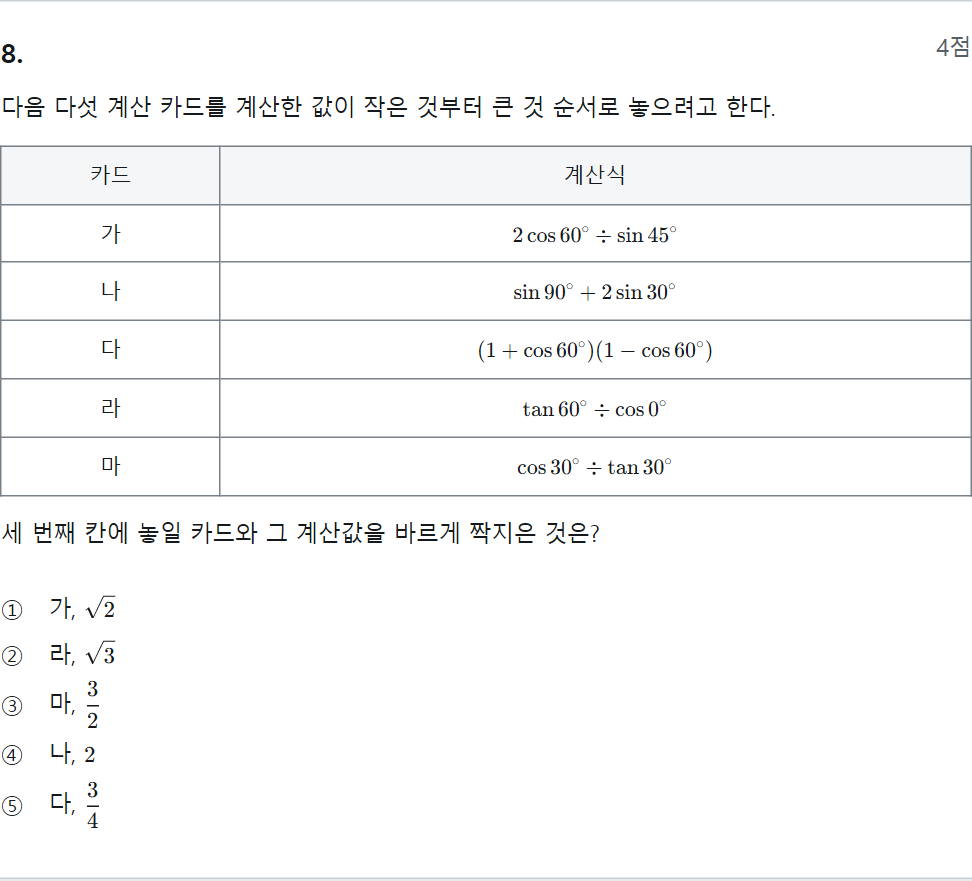 8.
4점
다음 다섯 계산 카드를 계산한 값이 작은 것부터 큰 것 순서로 놓으려고 한다.
카드 계산식
가 2 cos 60° ÷ sin 45°
나 sin 90° + 2 sin 30°
다 (1 + cos 60°)(1 − cos 60°)
라 tan 60° ÷ cos 0°
마 cos 30° ÷ tan 30°
세 번째 칸에 놓일 카드와 그 계산값을 바르게 짝지은 것은?
① 가, √2
② 라, √3
③ 마, 3/2
④ 나, 2
⑤ 다, 3/4